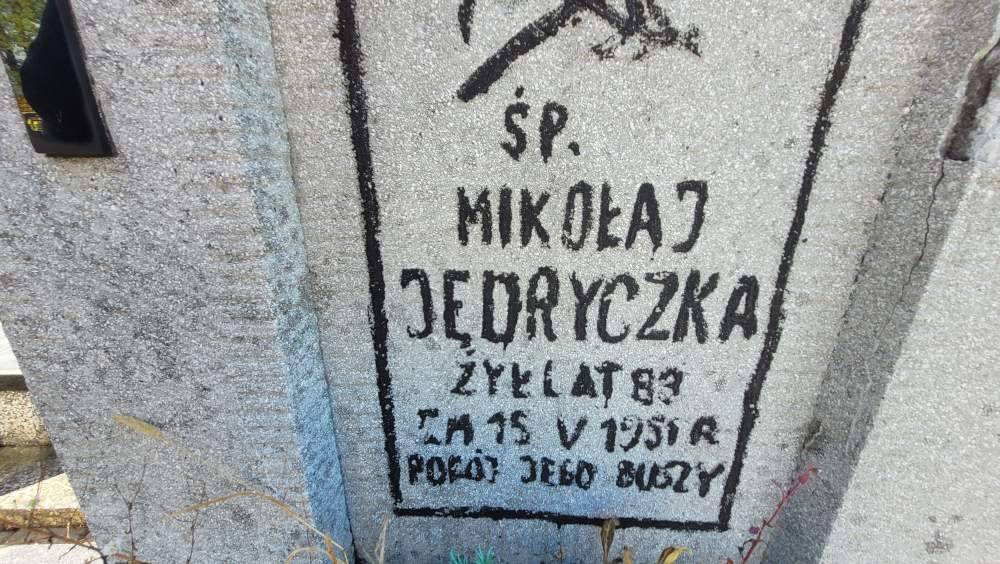 ŚP.
MIKOŁAJ
JĘDRYCZKA
ŻYŁ LAT 83
ZM 15 V 1951 R
POKÓJ JEGO DUSZY